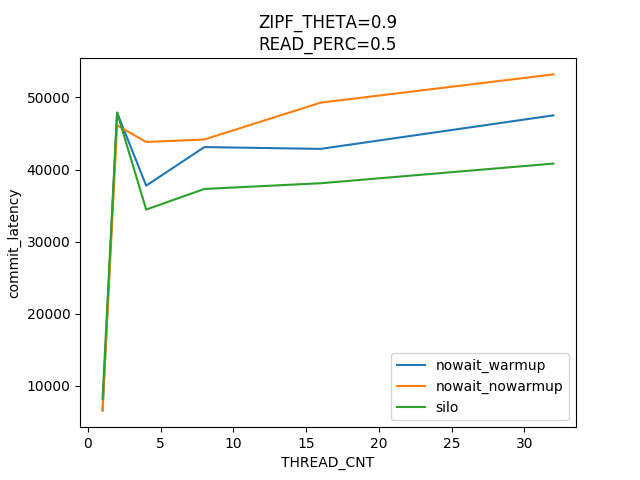 ZIPF_THETA=0.9
READ_PERC=0.5
50000
40000
30000
20000
10000
commit_latency
0
5
10
15
20
25
30
THREAD_CNT
nowait_warmup
nowait_nowarmup
silo